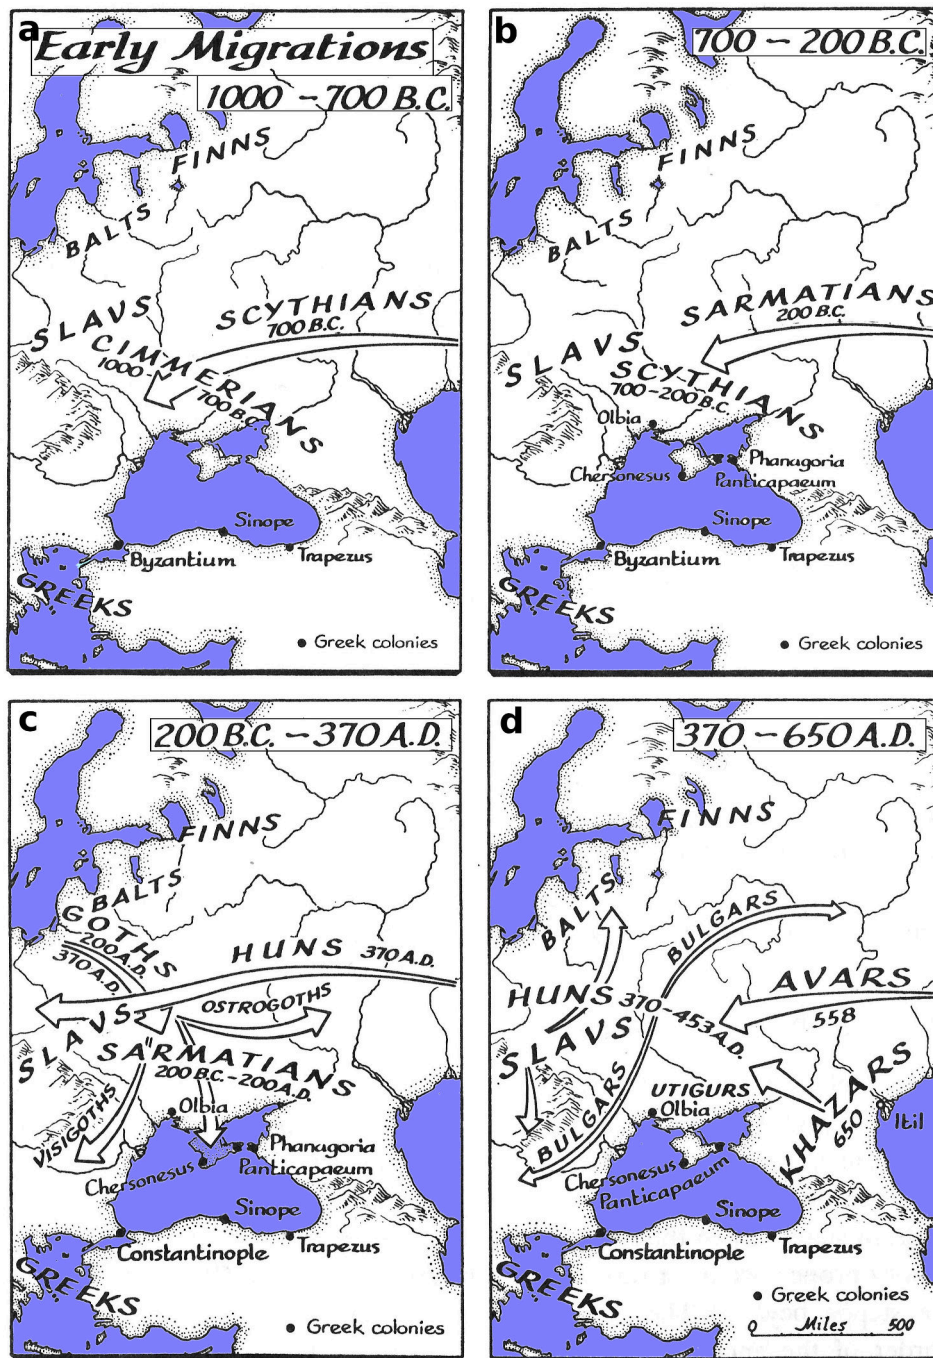 a
Early Migrations
1000 – 700 B.C.
FINNS
BALTS
SLAVS
SCYTHIANS
700 B.C.
CIMMERIANS
1000-
700 B.C.
Sinope
Byzantium
Trapezus
GREEKS
• Greek colonies
b
700 – 200 B.C.
FINNS
BALTS
SARMATIANS
200 B.C.
SLAVS
SCYTHIANS
700-200 B.C.
Olbia
Phanagoria
Chersonesus
Panticapaeum
Sinope
Byzantium
Trapezus
GREEKS
• Greek colonies
c
200 B.C. – 370 A.D.
FINNS
BALTS
GOTHS
-200 A.D.
370 A.D.
HUNS 370 A.D.
OSTROGOTHS
SLAVS
SARMATIANS
200 B.C.-200 A.D.
VISIGOTHS
Olbia
Phanagoria
Chersonesus
Panticapaeum
Sinope
Constantinople
Trapezus
GREEKS
• Greek colonies
d
370 – 650 A.D.
FINNS
BALTS
BULGARS
AVARS
558
HUNS 370-453 A.D.
SLAVS
BULGARS
UTIGURS
Olbia
KHAZARS
650
Itil
Chersonesus
Panticapaeum
Sinope
Constantinople
Trapezus
GREEKS
• Greek colonies
0 Miles 500